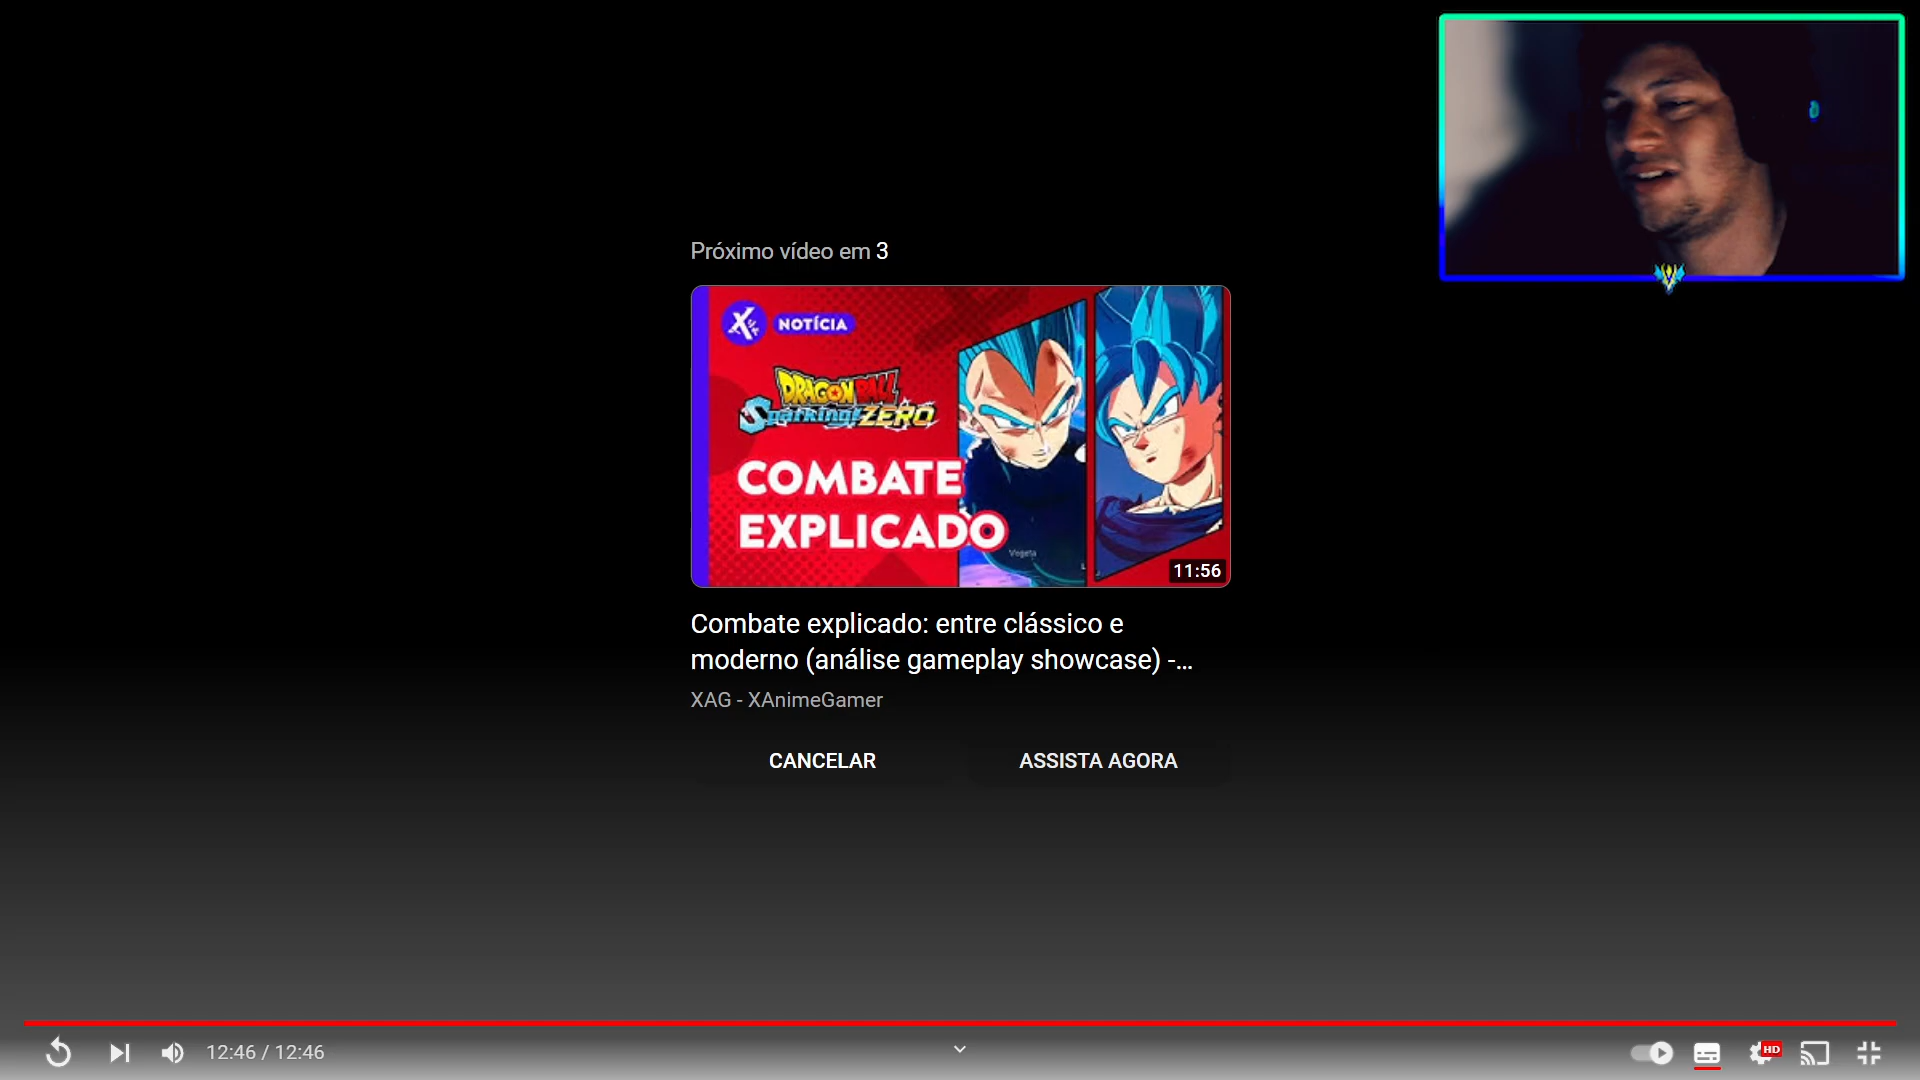 Próximo vídeo em 3
NOTÍCIA
DRAGON BALL
Sparking! ZERO
COMBATE
EXPLICADO
Vegeta
11:56
Combate explicado: entre clássico e
moderno (análise gameplay showcase) -...
XAG - XAnimeGamer
CANCELAR
ASSISTA AGORA
12:46 / 12:46
HD